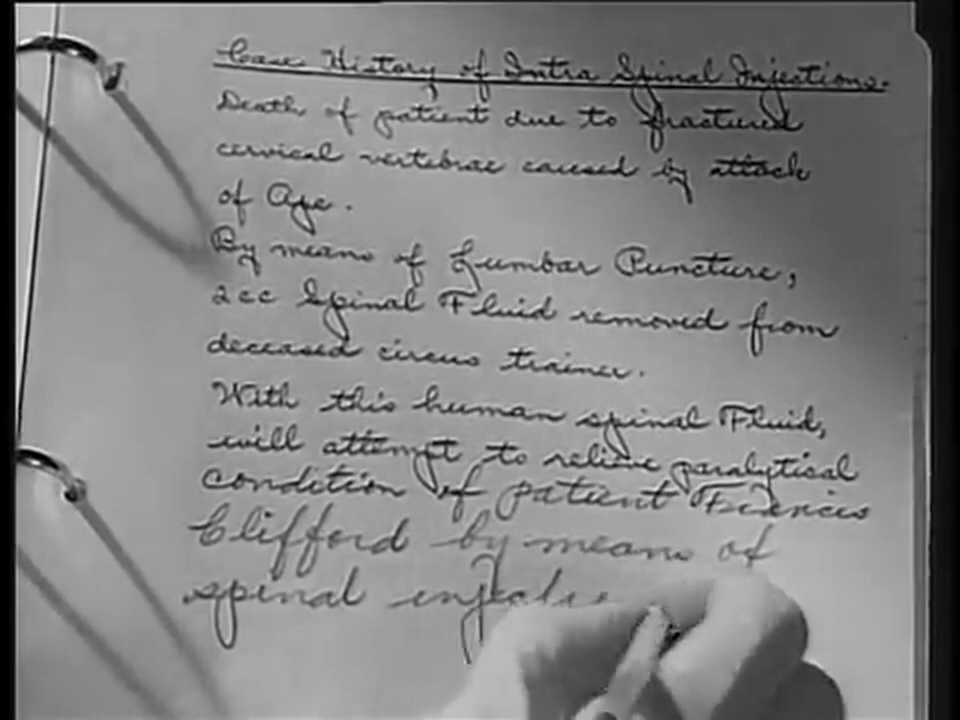 Case History of Intra Spinal Injections.
Death of patient due to fractured
cervical vertebrae caused by attack
of Ape.
By means of Lumbar Puncture,
2cc Spinal Fluid removed from
deceased circus trainer.
With this human spinal Fluid,
will attempt to relieve paralytical
condition of patient Francis
Clifford by means of
spinal